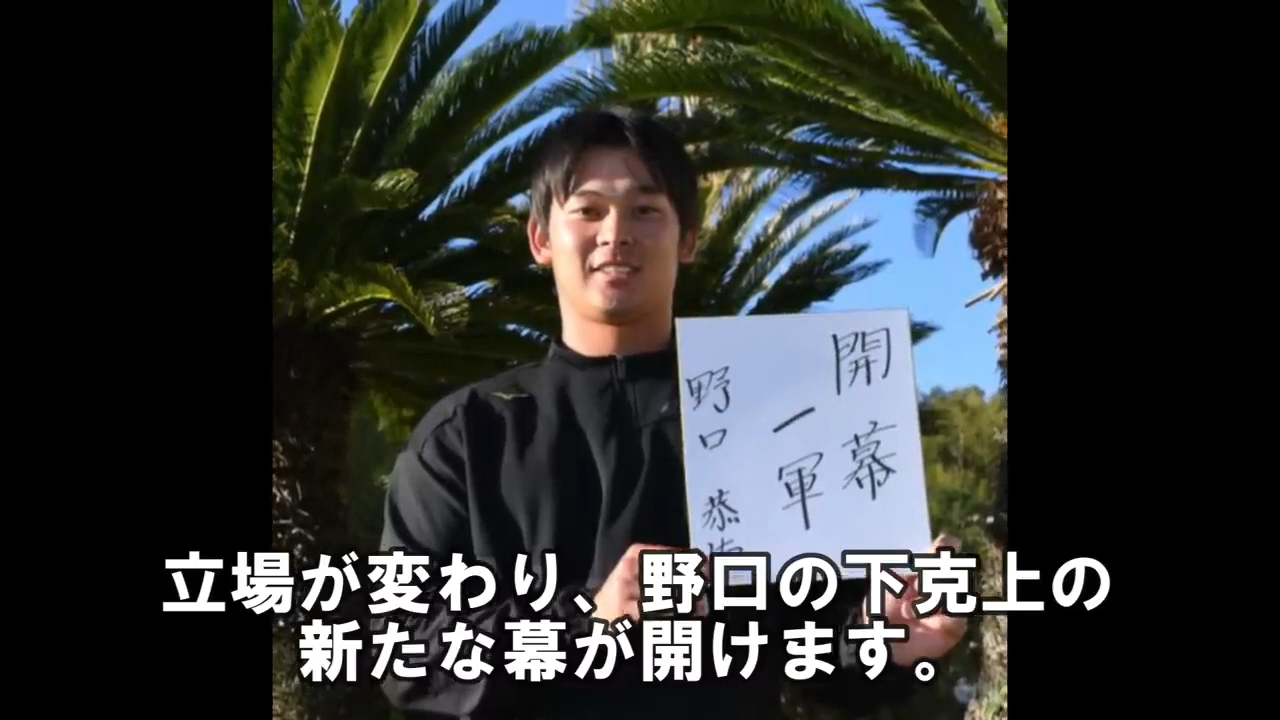 開幕
一軍
野口 恭
立場が変わり、野口の下克上の
新たな幕が開けます。